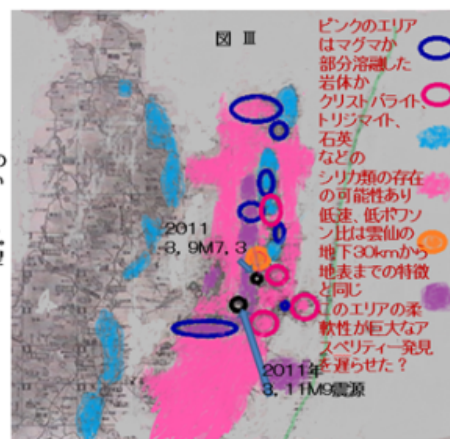 図 Ⅲ
ピンクのエリア
はマグマか
部分溶融した
岩体か
クリストバライト、
トリジマイト、
石英
などの
シリカ類の存在
の可能性あり
低速、低ポワソ
ン比は雲仙の
地下30kmから
地表までの特徴
と同じ
このエリアの柔
軟性が巨大なア
スペリティー発見
を遅らせた？
2011
3, 9M7, 3
2011年
3, 11M9震源